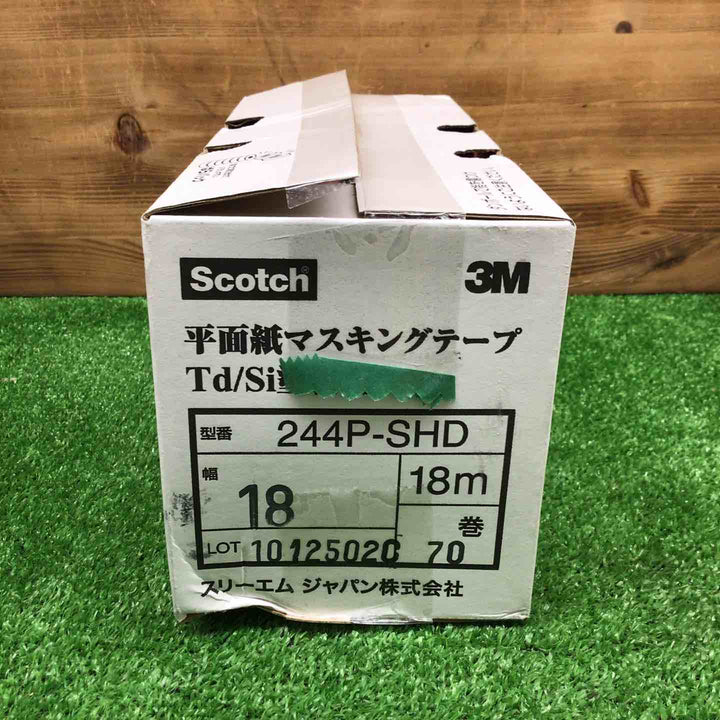 Scotch®
3M
平面紙マスキングテープ
Td/Si
型番 244P-SHD
幅 18 18m
LOT 1012502C 70 巻
スリーエム ジャパン株式会社